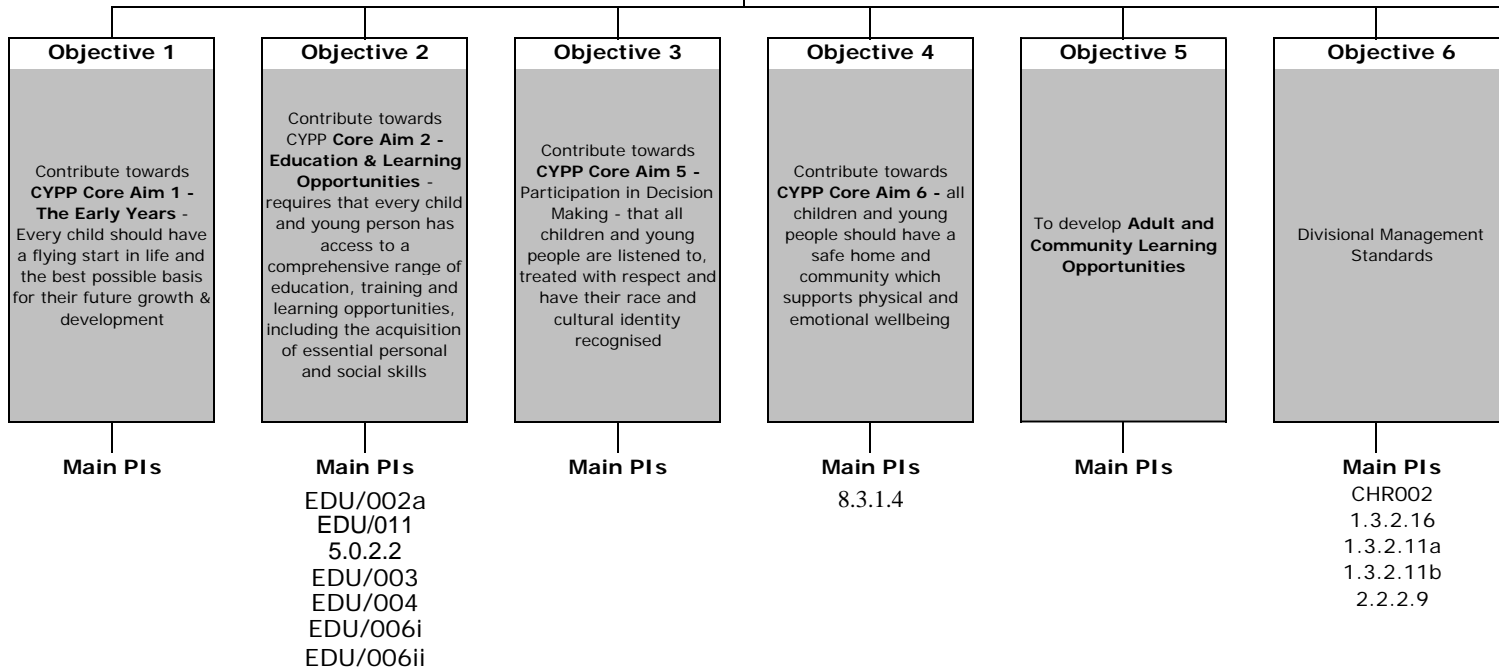 Objective 1
Contribute towards
CYPP Core Aim 1 -
The Early Years -
Every child should have
a flying start in life and
the best possible basis
for their future growth &
development
Main PIs
Objective 2
Contribute towards
CYPP Core Aim 2 -
Education & Learning
Opportunities -
requires that every child
and young person has
access to a
comprehensive range of
education, training and
learning opportunities,
including the acquisition
of essential personal
and social skills
Main PIs
EDU/002a
EDU/011
5.0.2.2
EDU/003
EDU/004
EDU/006i
EDU/006ii
Objective 3
Contribute towards
CYPP Core Aim 5 -
Participation in Decision
Making - that all
children and young
people are listened to,
treated with respect and
have their race and
cultural identity
recognised
Main PIs
Objective 4
Contribute towards
CYPP Core Aim 6 - all
children and young
people should have a
safe home and
community which
supports physical and
emotional wellbeing
Main PIs
8.3.1.4
Objective 5
To develop Adult and
Community Learning
Opportunities
Main PIs
Objective 6
Divisional Management
Standards
Main PIs
CHR002
1.3.2.16
1.3.2.11a
1.3.2.11b
2.2.2.9